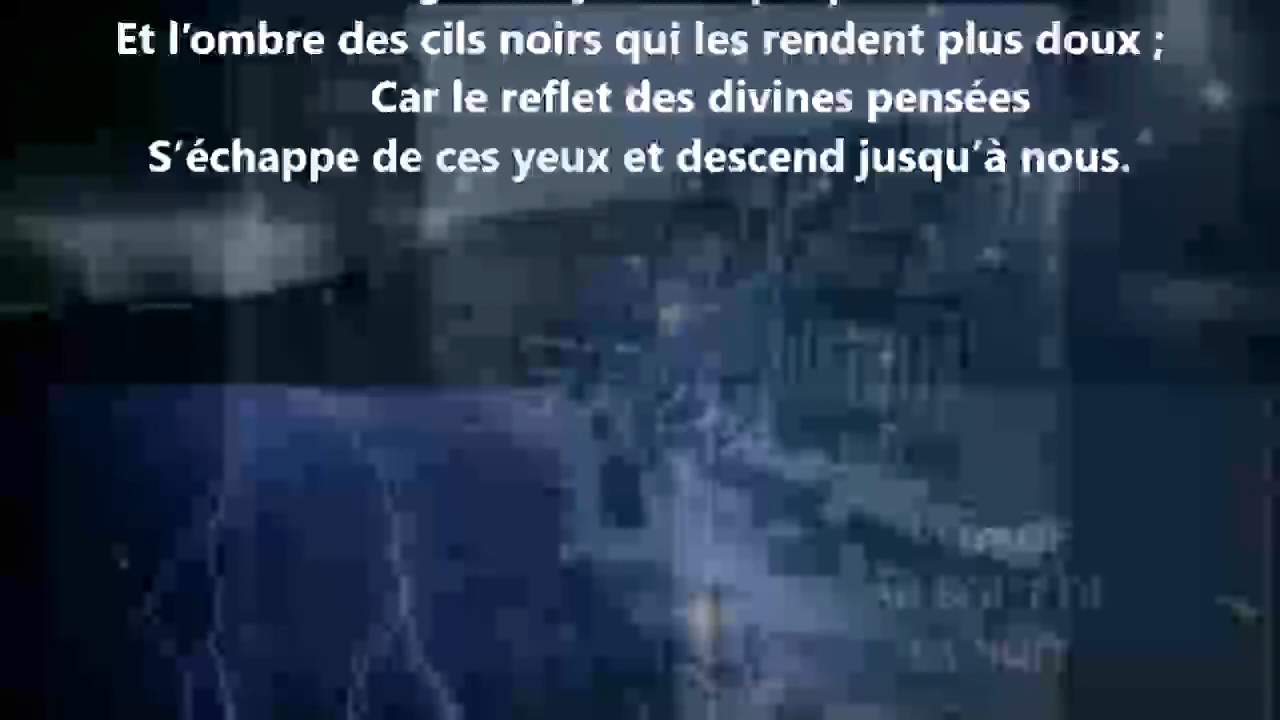 Et l’ombre des cils noirs qui les rendent plus doux ;
Car le reflet des divines pensées
S’échappe de ces yeux et descend jusqu’à nous.